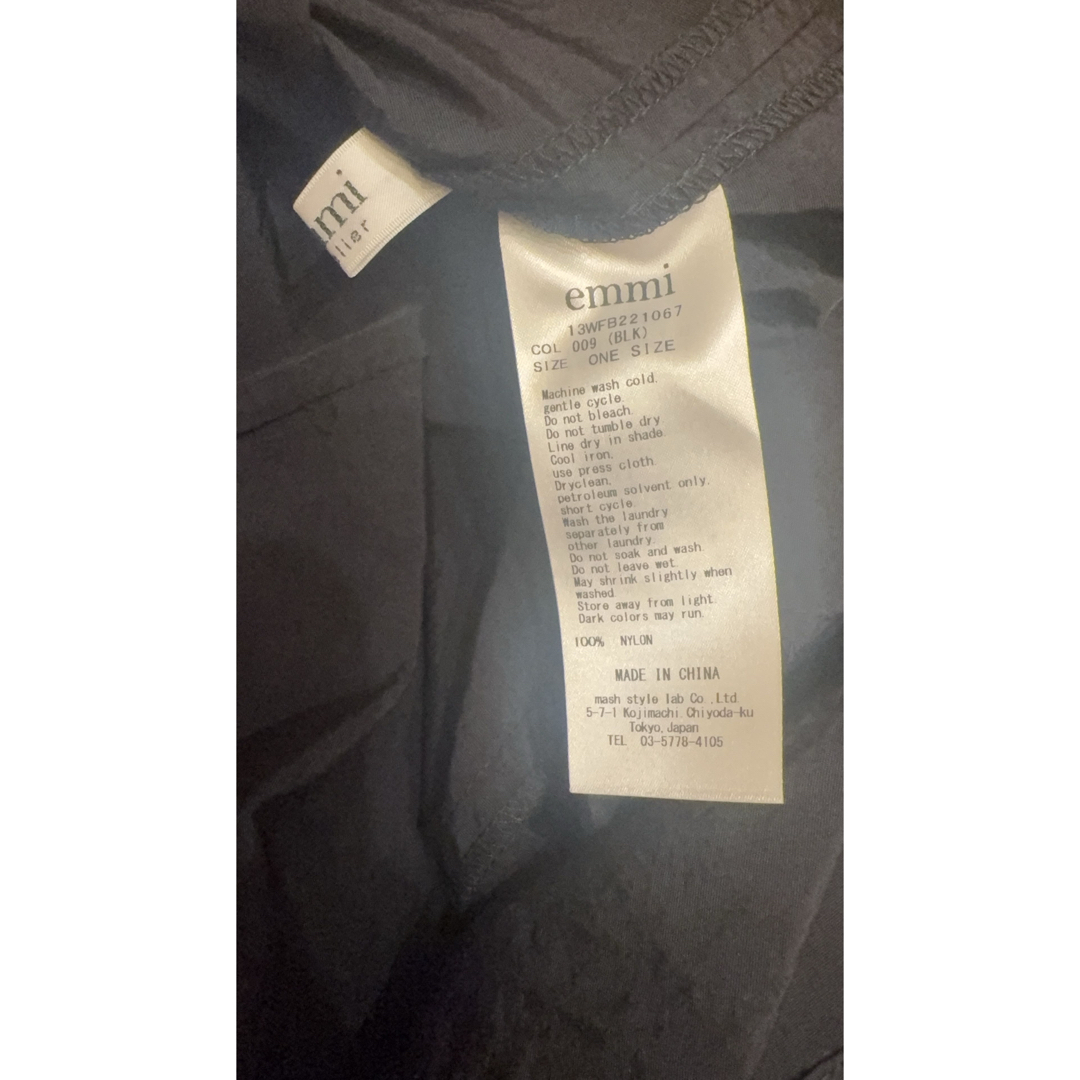 mmi
lier
emmi
13WFB221067
COL 009 (BLK)
SIZE ONE SIZE
Machine wash cold.
gentle cycle.
Do not bleach.
Do not tumble dry
Line dry in shade.
Cool iron.
use press cloth
Dryclean.
petroleum solvent only.
short cycle.
Wash the laundry
separately from
other laundry.
Do not soak and wash.
Do not leave wet.
May shrink slightly when
washed.
Store away from light.
Dark colors may run.
100% NYLON
MADE IN CHINA
mash style lab Co.,Ltd.
5-7-1 Kojimachi, Chiyoda-ku
Tokyo, Japan
TEL 03-5778-4105